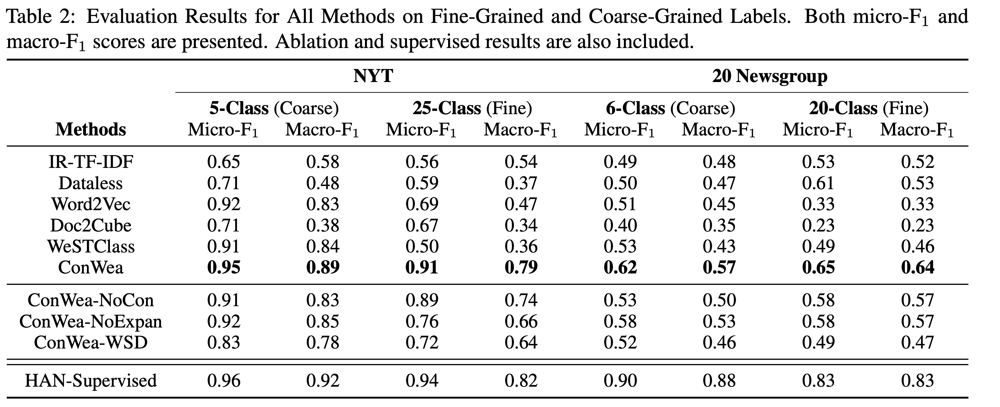 Table 2: Evaluation Results for All Methods on Fine-Grained and Coarse-Grained Labels. Both micro-F₁ and
macro-F₁ scores are presented. Ablation and supervised results are also included.
NYT 20 Newsgroup
5-Class (Coarse) 25-Class (Fine) 6-Class (Coarse) 20-Class (Fine)
Methods Micro-F₁ Macro-F₁ Micro-F₁ Macro-F₁ Micro-F₁ Macro-F₁ Micro-F₁ Macro-F₁
IR-TF-IDF 0.65 0.58 0.56 0.54 0.49 0.48 0.53 0.52
Dataless 0.71 0.48 0.59 0.37 0.50 0.47 0.61 0.53
Word2Vec 0.92 0.83 0.69 0.47 0.51 0.45 0.33 0.33
Doc2Cube 0.71 0.38 0.67 0.34 0.40 0.35 0.23 0.23
WeSTClass 0.91 0.84 0.50 0.36 0.53 0.43 0.49 0.46
ConWea 0.95 0.89 0.91 0.79 0.62 0.57 0.65 0.64
ConWea-NoCon 0.91 0.83 0.89 0.74 0.53 0.50 0.58 0.57
ConWea-NoExpan 0.92 0.85 0.76 0.66 0.58 0.53 0.58 0.57
ConWea-WSD 0.83 0.78 0.72 0.64 0.52 0.46 0.49 0.47
HAN-Supervised 0.96 0.92 0.94 0.82 0.90 0.88 0.83 0.83